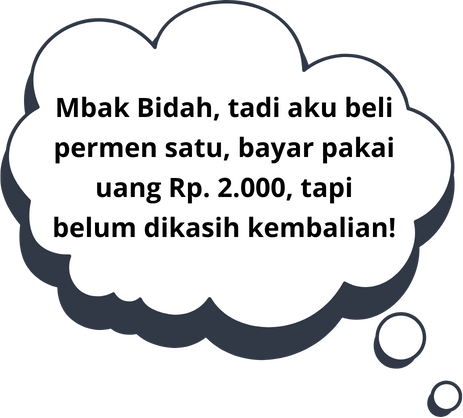 Mbak Bidah, tadi aku beli
permen satu, bayar pakai
uang Rp. 2.000, tapi
belum dikasih kembalian!